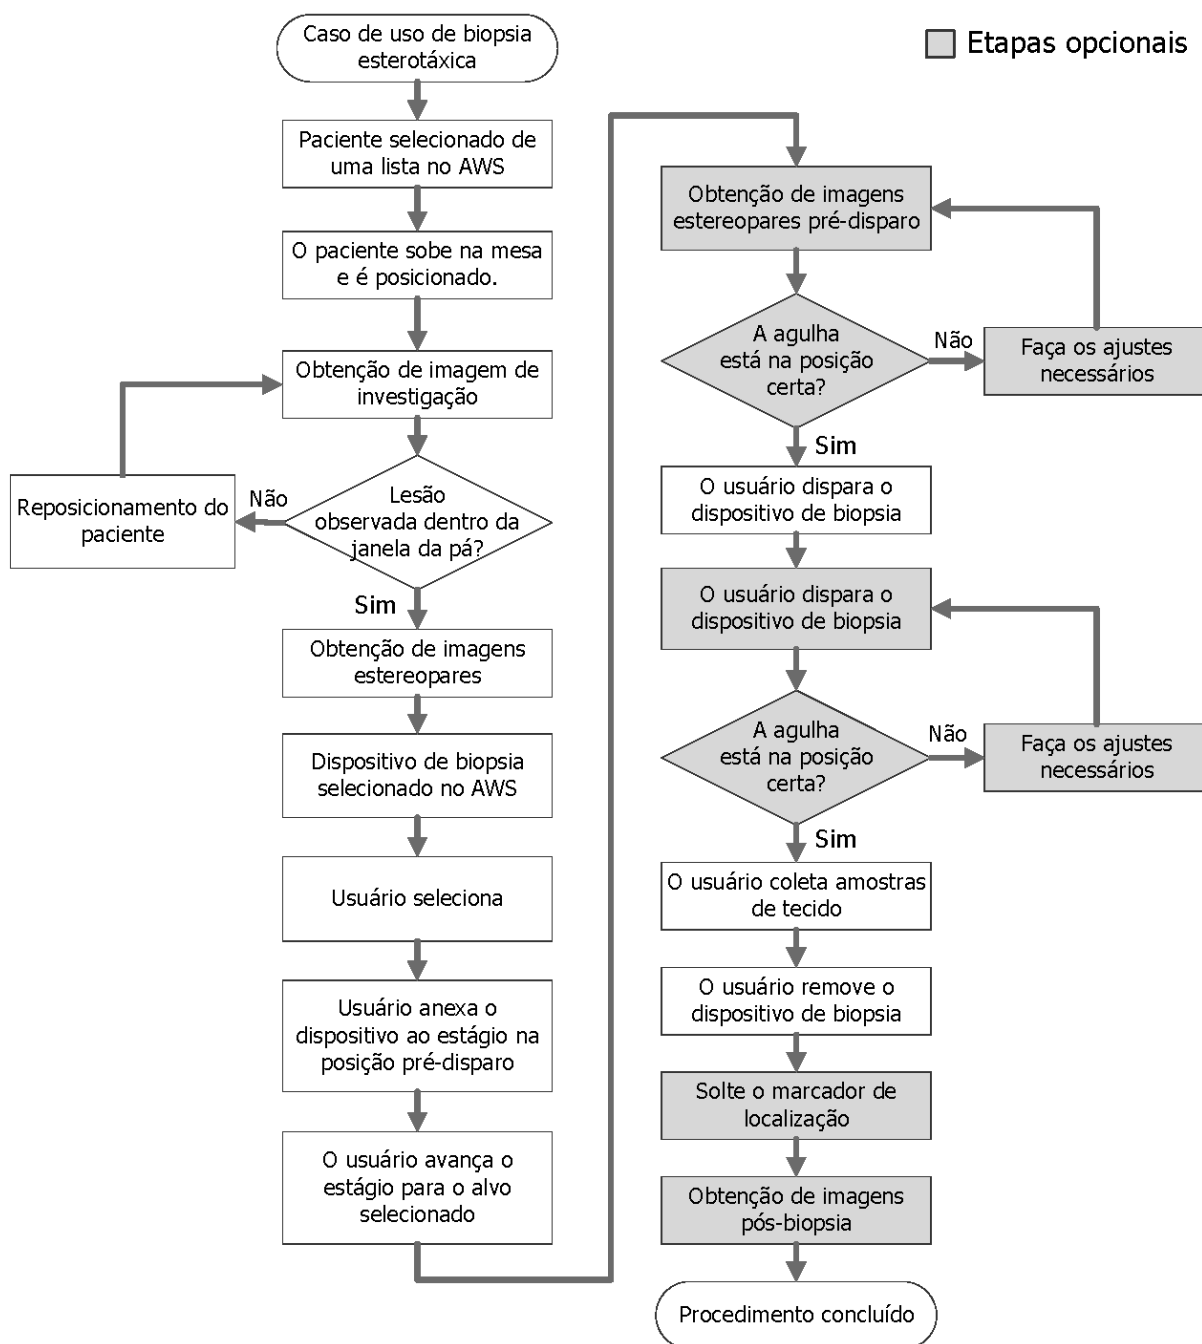 Caso de uso de biopsia
esterotáxica
Etapas opcionais
Paciente selecionado de
uma lista no AWS
O paciente sobe na mesa
e é posicionado.
Obtenção de imagem de
investigação
Reposicionamento do
paciente
Não
Lesão
observada dentro da
janela da pá?
Sim
Obtenção de imagens
estereopares
Dispositivo de biopsia
selecionado no AWS
Usuário seleciona
Usuário anexa o
dispositivo ao estágio na
posição pré-disparo
O usuário avança o
estágio para o alvo
selecionado
Obtenção de imagens
estereopares pré-disparo
A agulha
está na posição
certa?
Não
Faça os ajustes
necessários
Sim
O usuário dispara o
dispositivo de biopsia
O usuário dispara o
dispositivo de biopsia
A agulha
está na posição
certa?
Não
Faça os ajustes
necessários
Sim
O usuário coleta amostras
de tecido
O usuário remove o
dispositivo de biopsia
Solte o marcador de
localização
Obtenção de imagens
pós-biopsia
Procedimento concluído